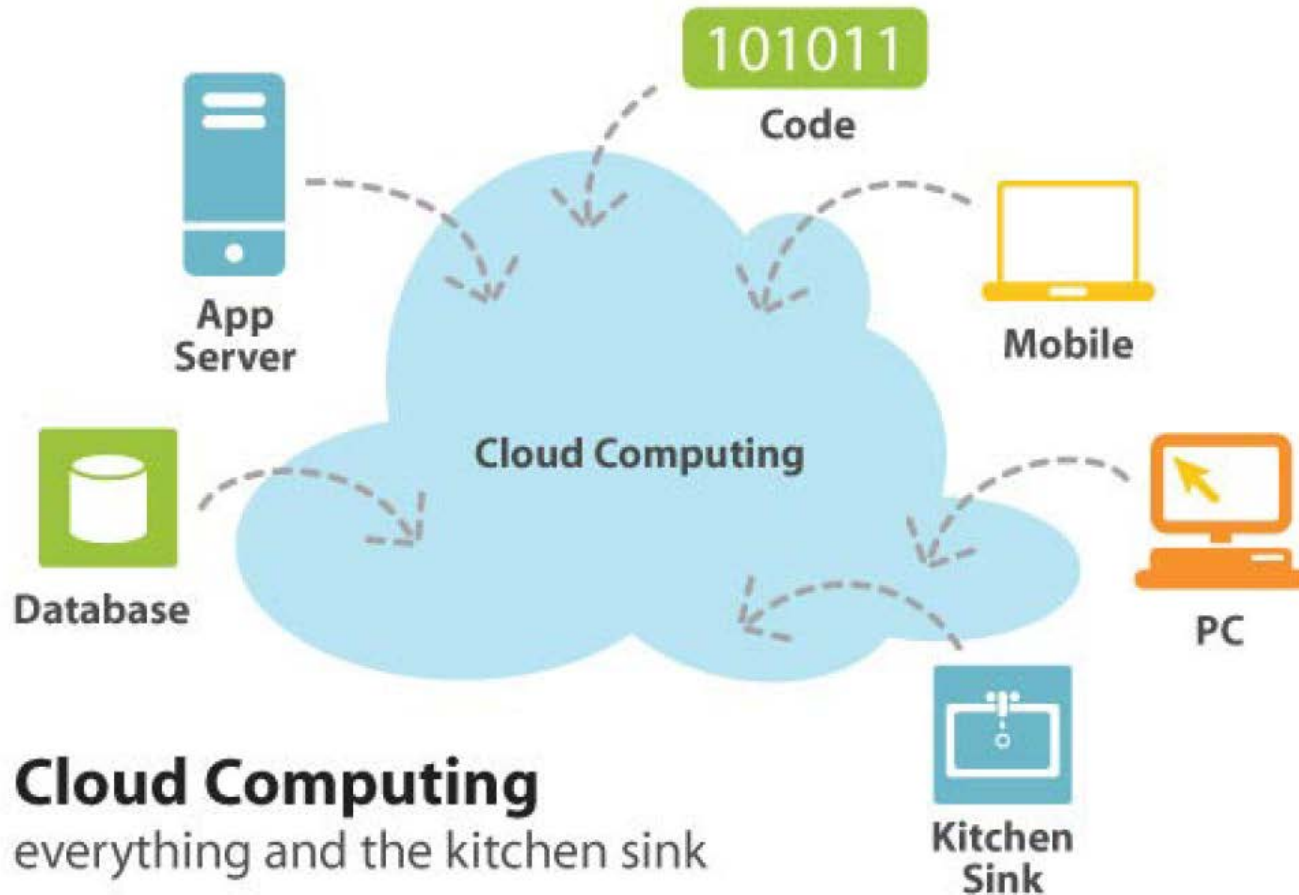 101011
Code
App
Server
Mobile
Cloud Computing
Database
PC
Kitchen
Sink
Cloud Computing
everything and the kitchen sink